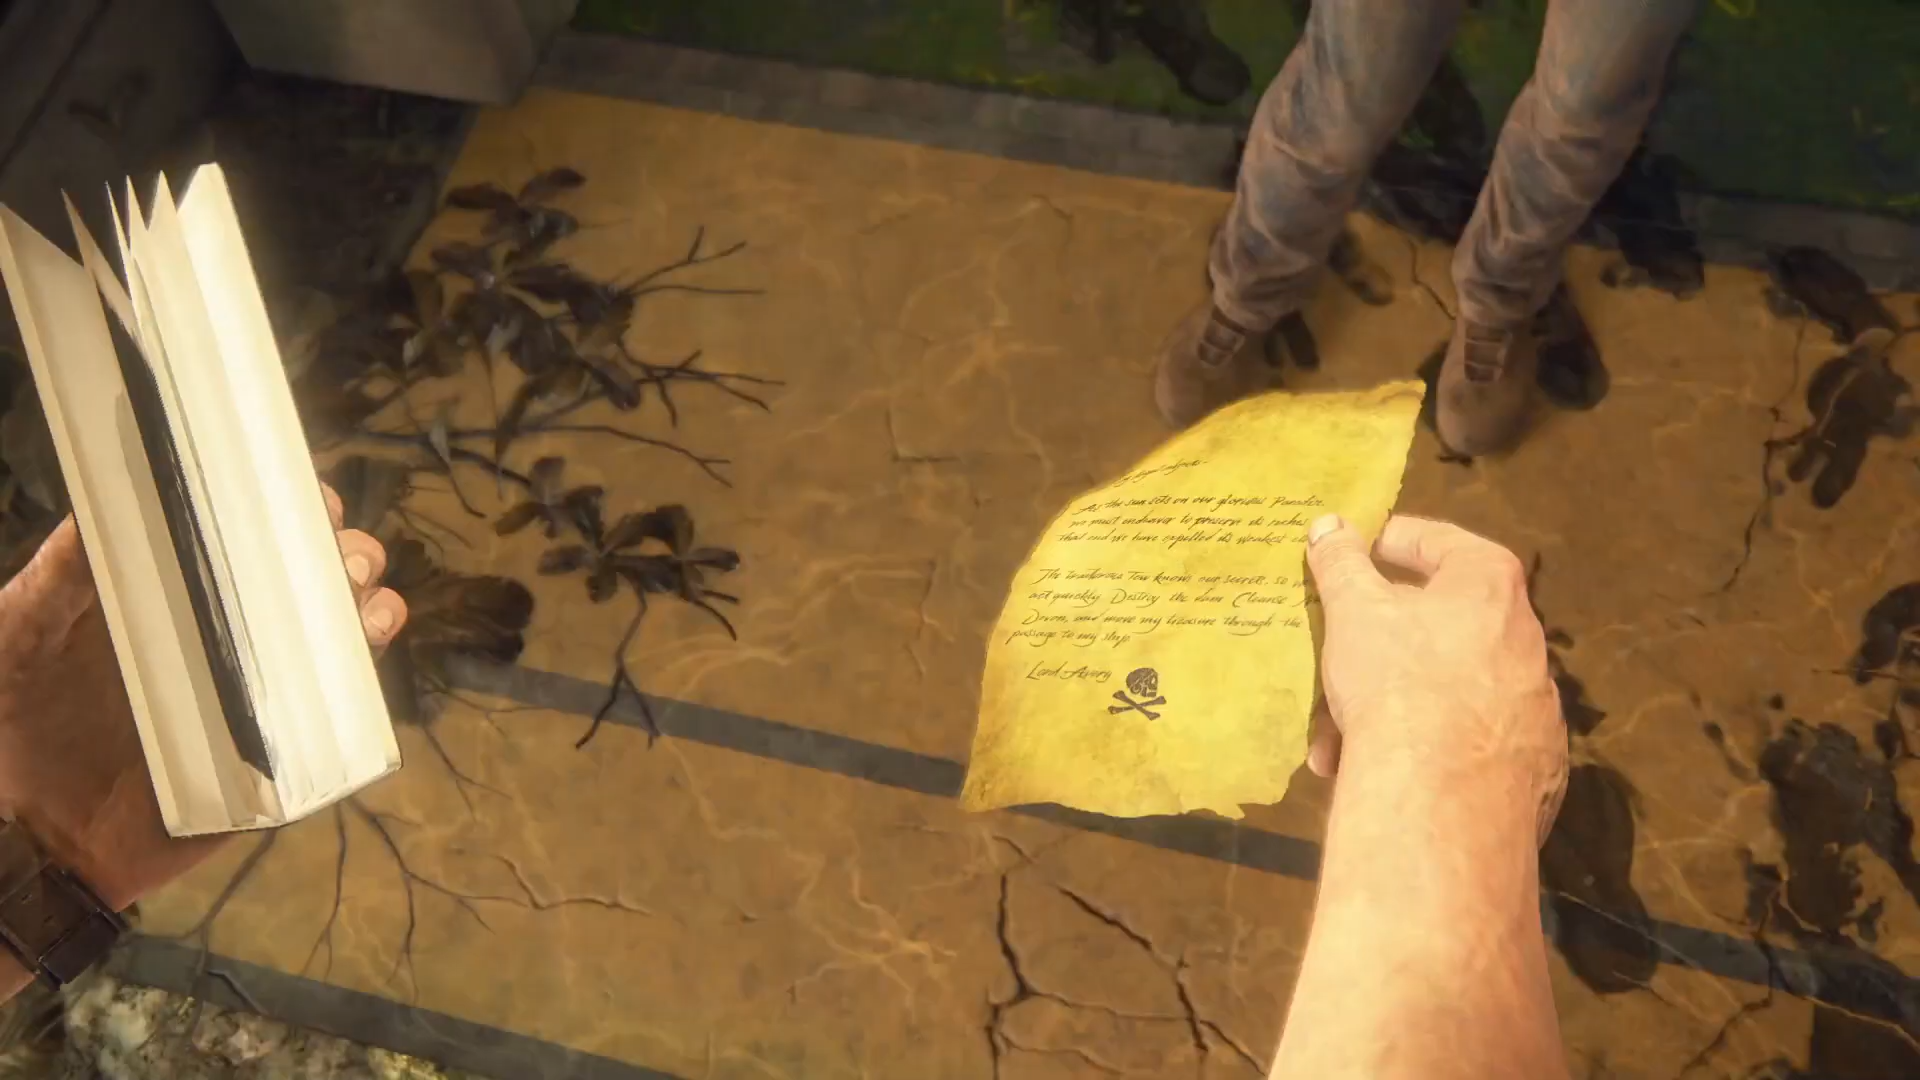 As the sun sets on our glorious Paradise,
we must endeavor to preserve its riches
that end we have expelled its weakest
The traitorous Tew knows our secrets, so
act quickly. Destroy the dam. Cleanse
Devon, and move my treasure through the
passage to my ship.
Lord Avery